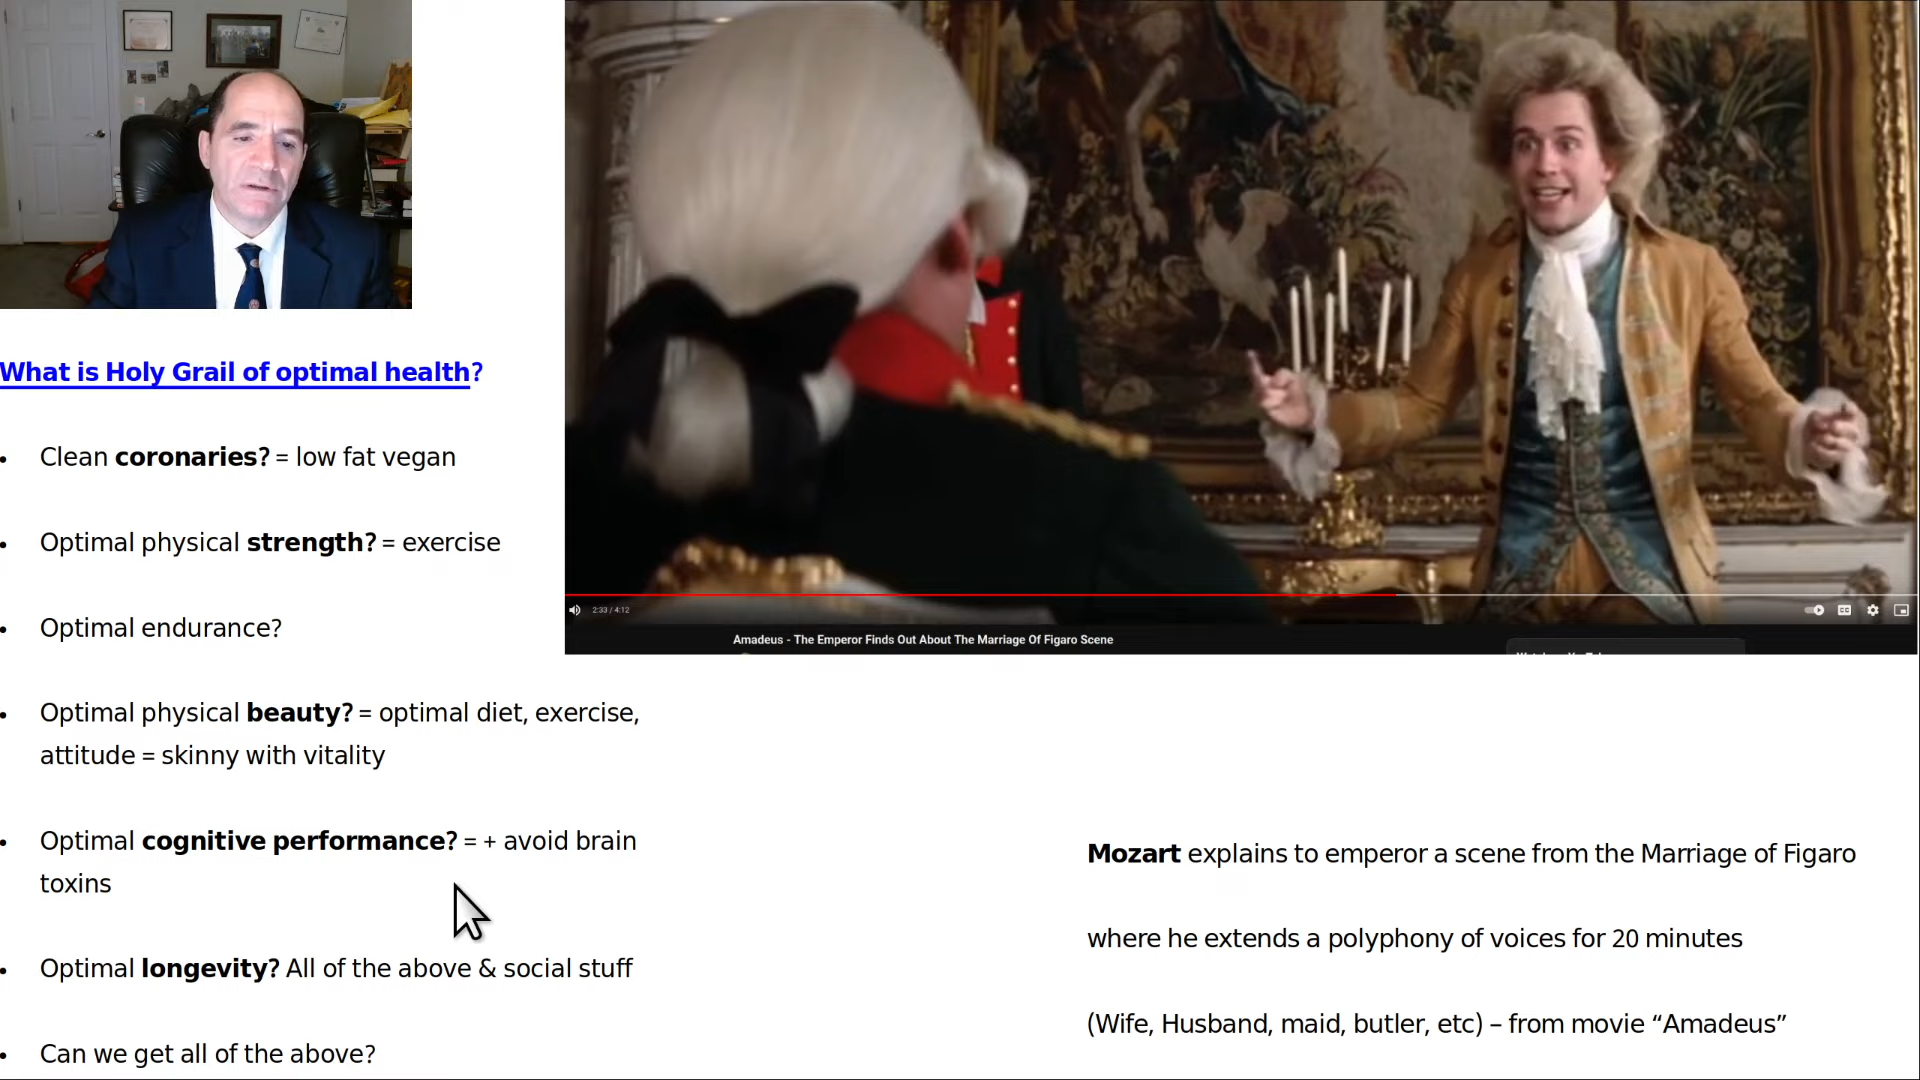 What is Holy Grail of optimal health?
• Clean coronaries? = low fat vegan
• Optimal physical strength? = exercise
• Optimal endurance?
• Optimal physical beauty? = optimal diet, exercise,
attitude = skinny with vitality
• Optimal cognitive performance? = + avoid brain
toxins
• Optimal longevity? All of the above & social stuff
• Can we get all of the above?
2:33 / 4:12
CC
Amadeus - The Emperor Finds Out About The Marriage Of Figaro Scene
Mozart explains to emperor a scene from the Marriage of Figaro
where he extends a polyphony of voices for 20 minutes
(Wife, Husband, maid, butler, etc) – from movie “Amadeus”